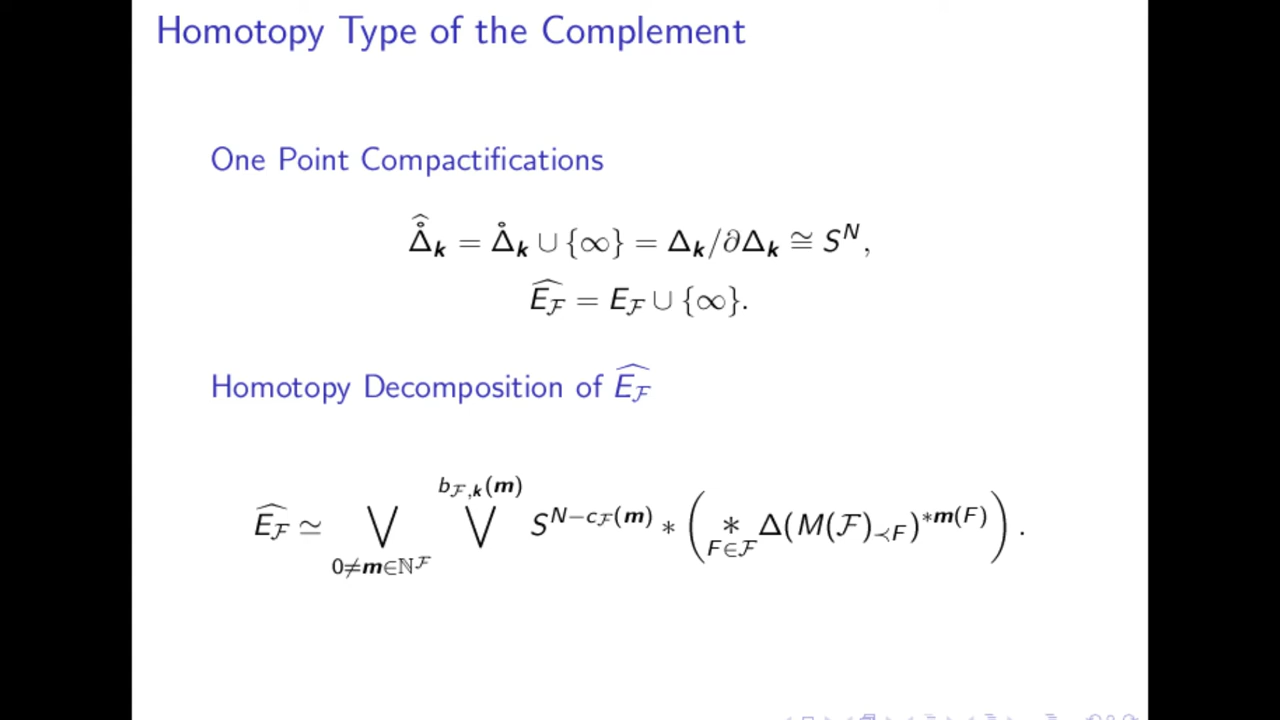 Homotopy Type of the Complement
One Point Compactifications
$\widehat{\mathring{\Delta}}_{\boldsymbol{k}} = \mathring{\Delta}_{\boldsymbol{k}} \cup \{\infty\} = \Delta_{\boldsymbol{k}}/\partial\Delta_{\boldsymbol{k}} \cong S^N,$
$\widehat{E_{\mathcal{F}}} = E_{\mathcal{F}} \cup \{\infty\}.$
Homotopy Decomposition of $\widehat{E_{\mathcal{F}}}$
$\widehat{E_{\mathcal{F}}} \simeq \bigvee_{0 \neq \boldsymbol{m} \in \mathbb{N}^{\mathcal{F}}} \bigvee^{b_{\mathcal{F},\boldsymbol{k}}(\boldsymbol{m})} S^{N-c_{\mathcal{F}}(\boldsymbol{m})} * \left( \underset{F \in \mathcal{F}}{*} \Delta(M(\mathcal{F})_{\prec F})^{*\boldsymbol{m}(F)} \right).$